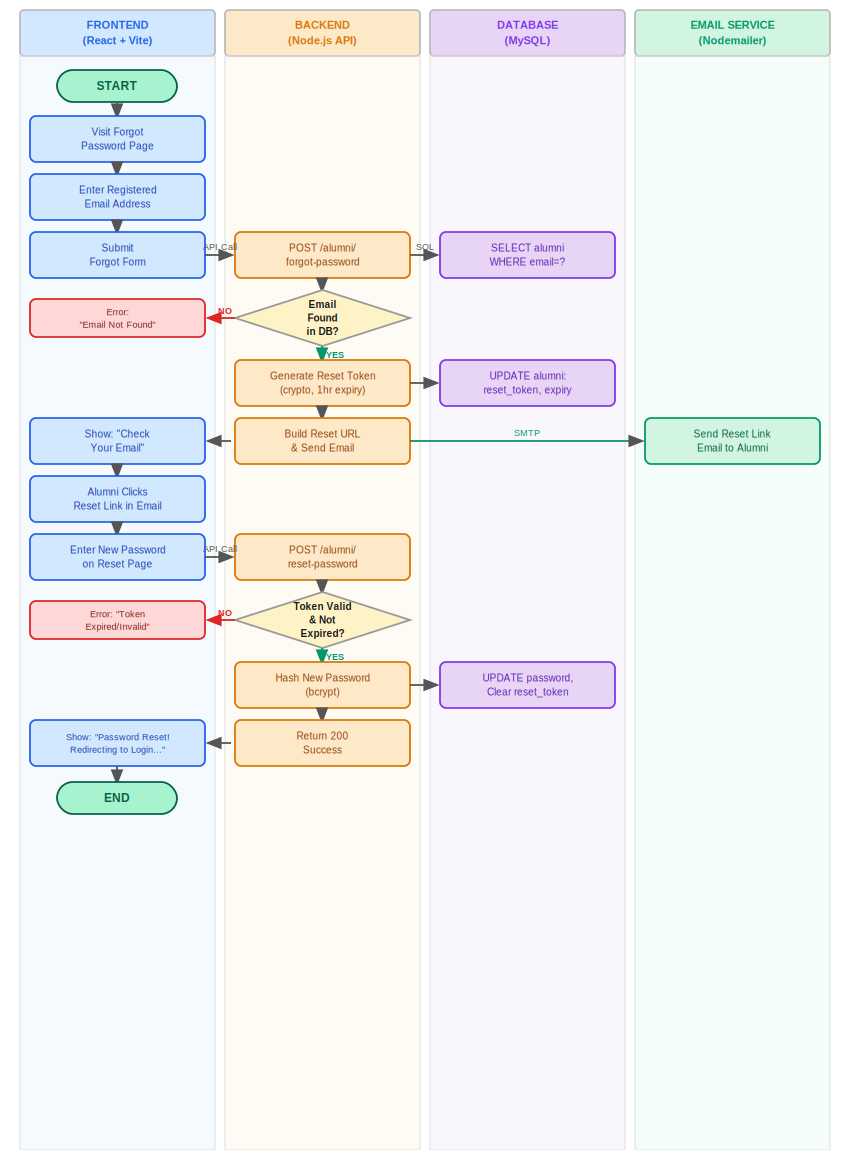 FRONTEND
(React + Vite)
BACKEND
(Node.js API)
DATABASE
(MySQL)
EMAIL SERVICE
(Nodemailer)
START
Visit Forgot
Password Page
Enter Registered
Email Address
Submit
Forgot Form
API Call
POST /alumni/
forgot-password
SQL
SELECT alumni
WHERE email=?
Error:
"Email Not Found"
NO
Email
Found
in DB?
YES
Generate Reset Token
(crypto, 1hr expiry)
UPDATE alumni:
reset_token, expiry
Show: "Check
Your Email"
Build Reset URL
& Send Email
SMTP
Send Reset Link
Email to Alumni
Alumni Clicks
Reset Link in Email
Enter New Password
on Reset Page
API Call
POST /alumni/
reset-password
Error: "Token
Expired/Invalid"
NO
Token Valid
& Not
Expired?
YES
Hash New Password
(bcrypt)
UPDATE password,
Clear reset_token
Show: "Password Reset!
Redirecting to Login..."
Return 200
Success
END